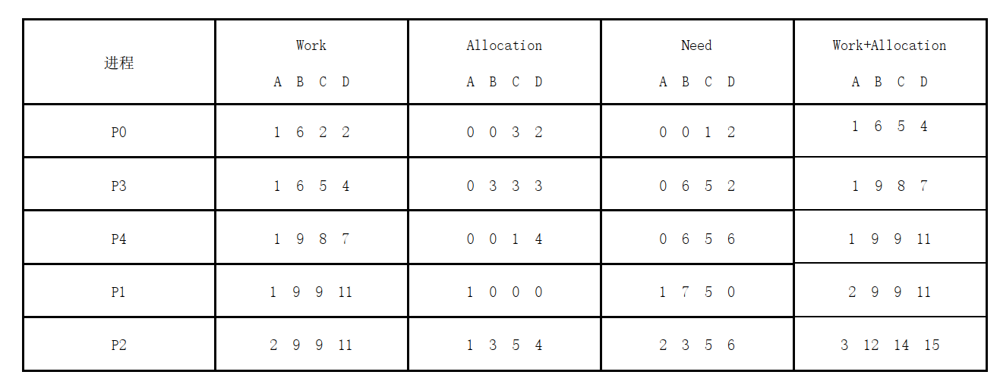 进程 Work Allocation Need Work+Allocation
A B C D A B C D A B C D A B C D
P0 1 6 2 2 0 0 3 2 0 0 1 2 1 6 5 4
P3 1 6 5 4 0 3 3 3 0 6 5 2 1 9 8 7
P4 1 9 8 7 0 0 1 4 0 6 5 6 1 9 9 11
P1 1 9 9 11 1 0 0 0 1 7 5 0 2 9 9 11
P2 2 9 9 11 1 3 5 4 2 3 5 6 3 12 14 15